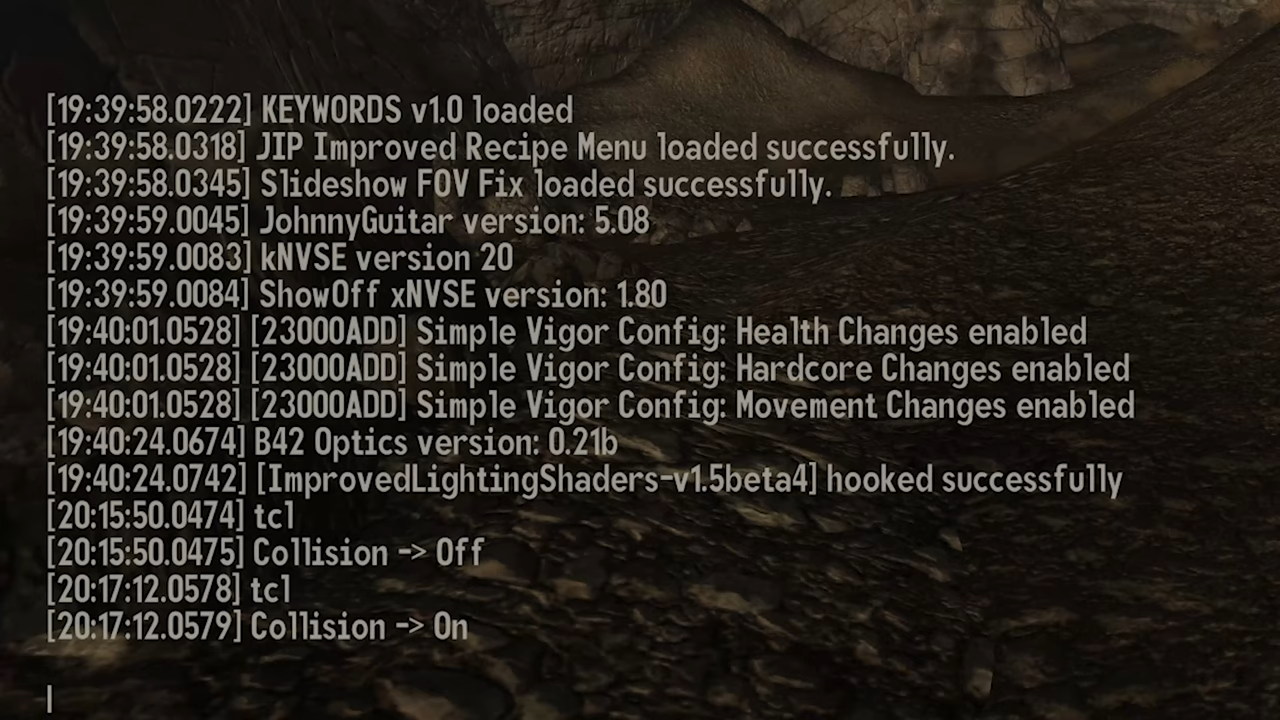 [19:39:58.0222] KEYWORDS v1.0 loaded
[19:39:58.0318] JIP Improved Recipe Menu loaded successfully.
[19:39:58.0345] Slideshow FOV Fix loaded successfully.
[19:39:59.0045] JohnnyGuitar version: 5.08
[19:39:59.0083] kNVSE version 20
[19:39:59.0084] ShowOff xNVSE version: 1.80
[19:40:01.0528] [23000ADD] Simple Vigor Config: Health Changes enabled
[19:40:01.0528] [23000ADD] Simple Vigor Config: Hardcore Changes enabled
[19:40:01.0528] [23000ADD] Simple Vigor Config: Movement Changes enabled
[19:40:24.0674] B42 Optics version: 0.21b
[19:40:24.0742] [ImprovedLightingShaders-v1.5beta4] hooked successfully
[20:15:50.0474] tcl
[20:15:50.0475] Collision -> Off
[20:17:12.0578] tcl
[20:17:12.0579] Collision -> On